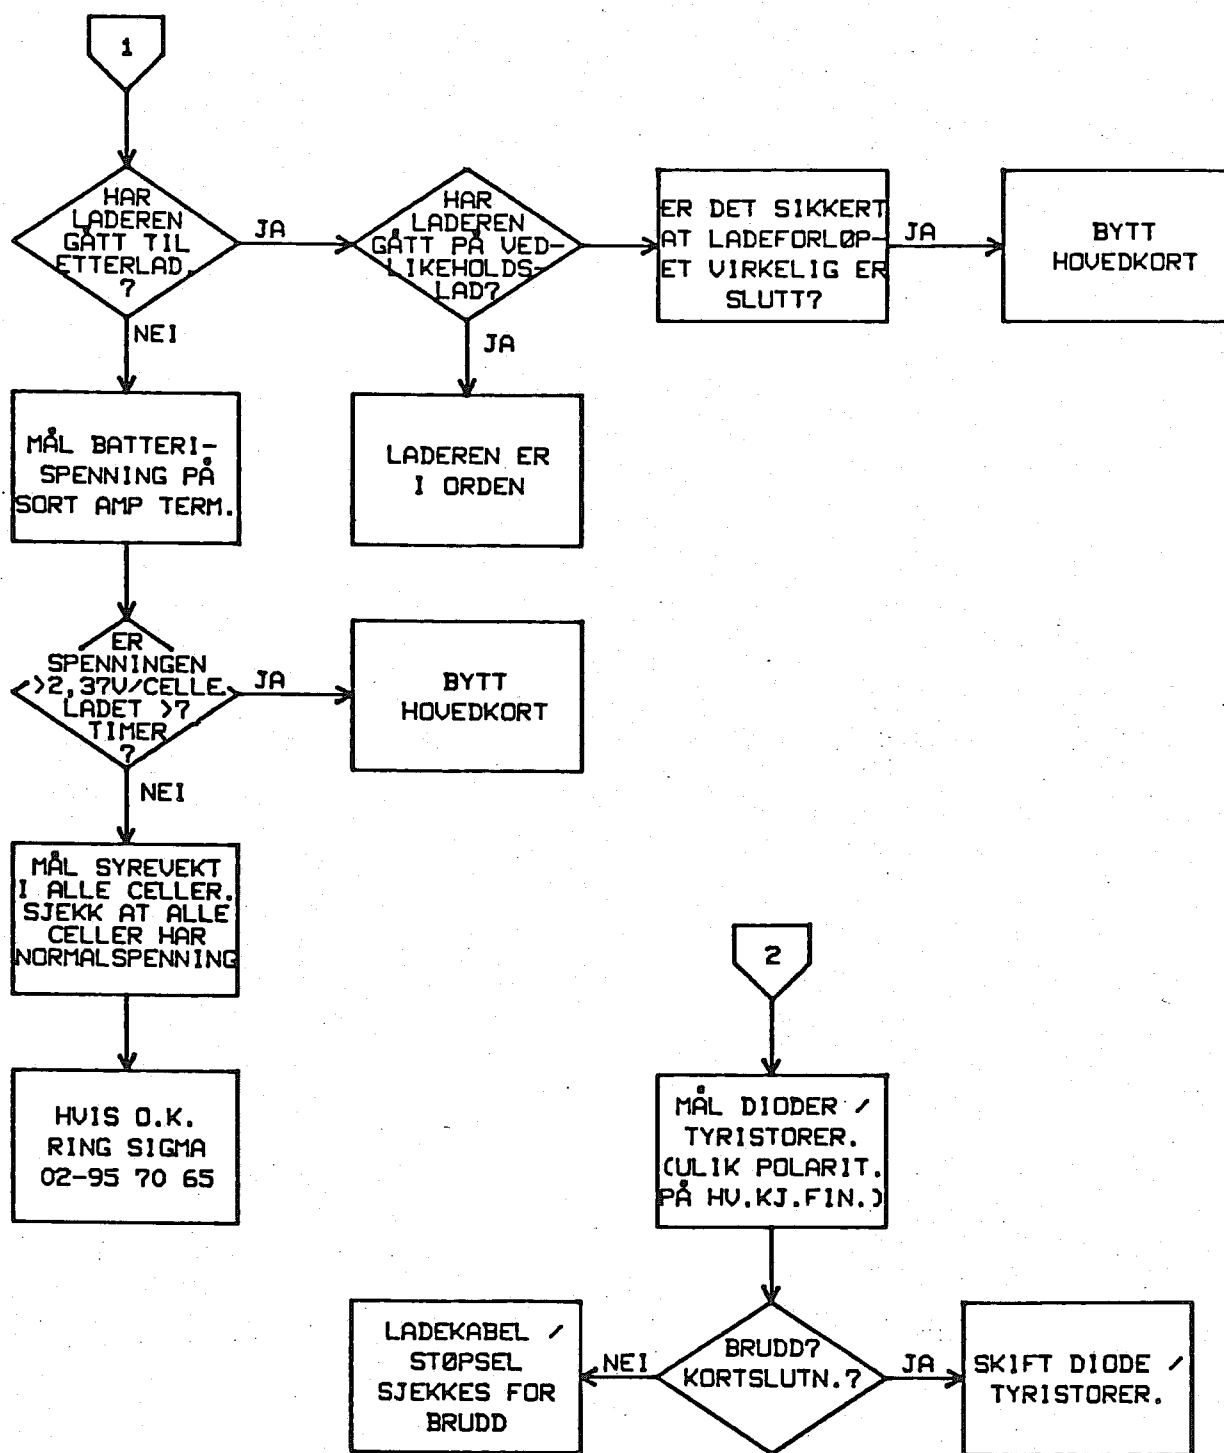 1
HAR
LADEREN
GÅTT TIL
ETTERLAD.
?
JA
NEI
HAR
LADEREN
GÅTT PÅ VED-
LIKEHOLDS-
LAD?
JA
ER DET SIKKERT
AT LADEFORLØP-
ET VIRKELIG ER
SLUTT?
JA
BYTT
HOVEDKORT
LADEREN ER
I ORDEN
MÅL BATTERI-
SPENNING PÅ
SORT AMP TERM.
ER
SPENNINGEN
>2,37V/CELLE
LADET >7
TIMER
?
JA
NEI
BYTT
HOVEDKORT
MÅL SYREVEKT
I ALLE CELLER.
SJEKK AT ALLE
CELLER HAR
NORMALSPENNING
HVIS O.K.
RING SIGMA
02-95 70 65
2
MÅL DIODER /
TYRISTORER.
(ULIK POLARIT.
PÅ HV.KJ.FIN.)
BRUDD?
KORTSLUTN.?
NEI
JA
LADEKABEL /
STØPSEL
SJEKKES FOR
BRUDD
SKIFT DIODE /
TYRISTORER.